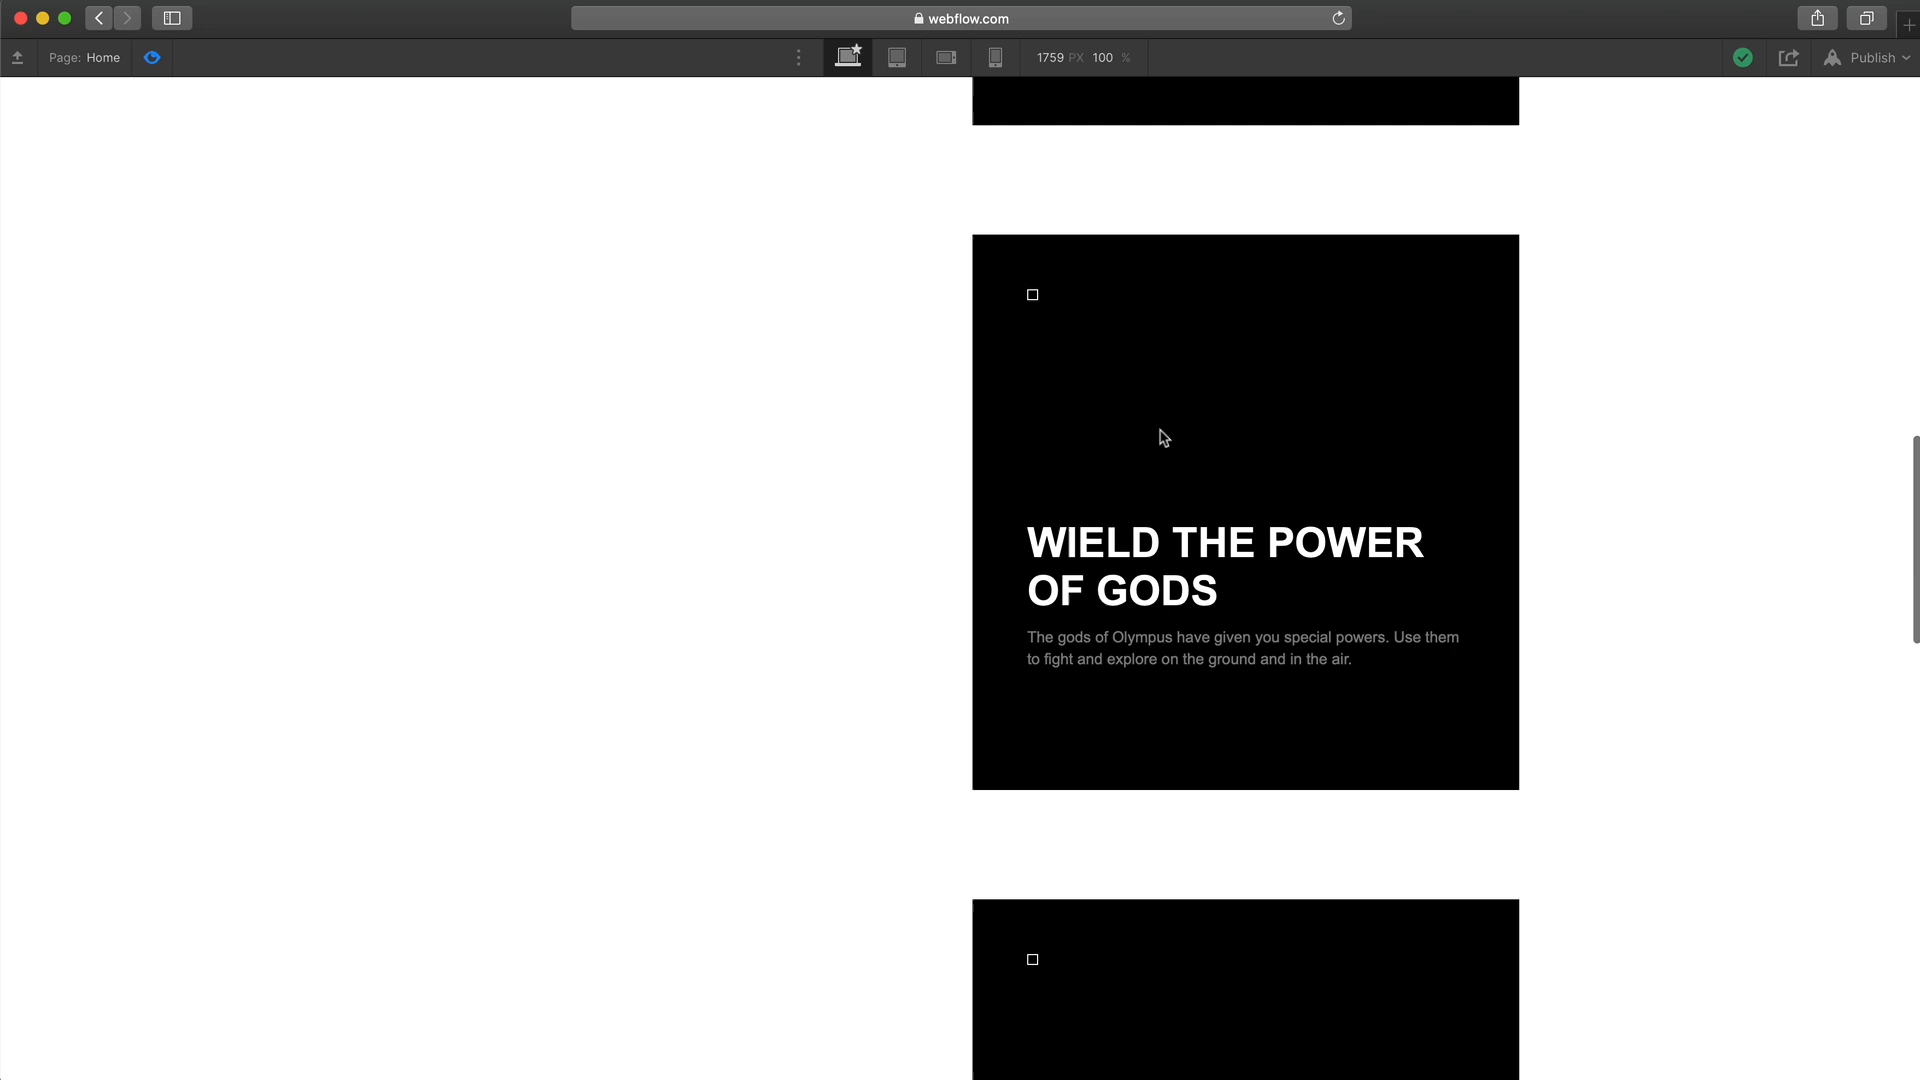 webflow.com
Page: Home
1759 PX 100 %
Publish
WIELD THE POWER
OF GODS
The gods of Olympus have given you special powers. Use them
to fight and explore on the ground and in the air.